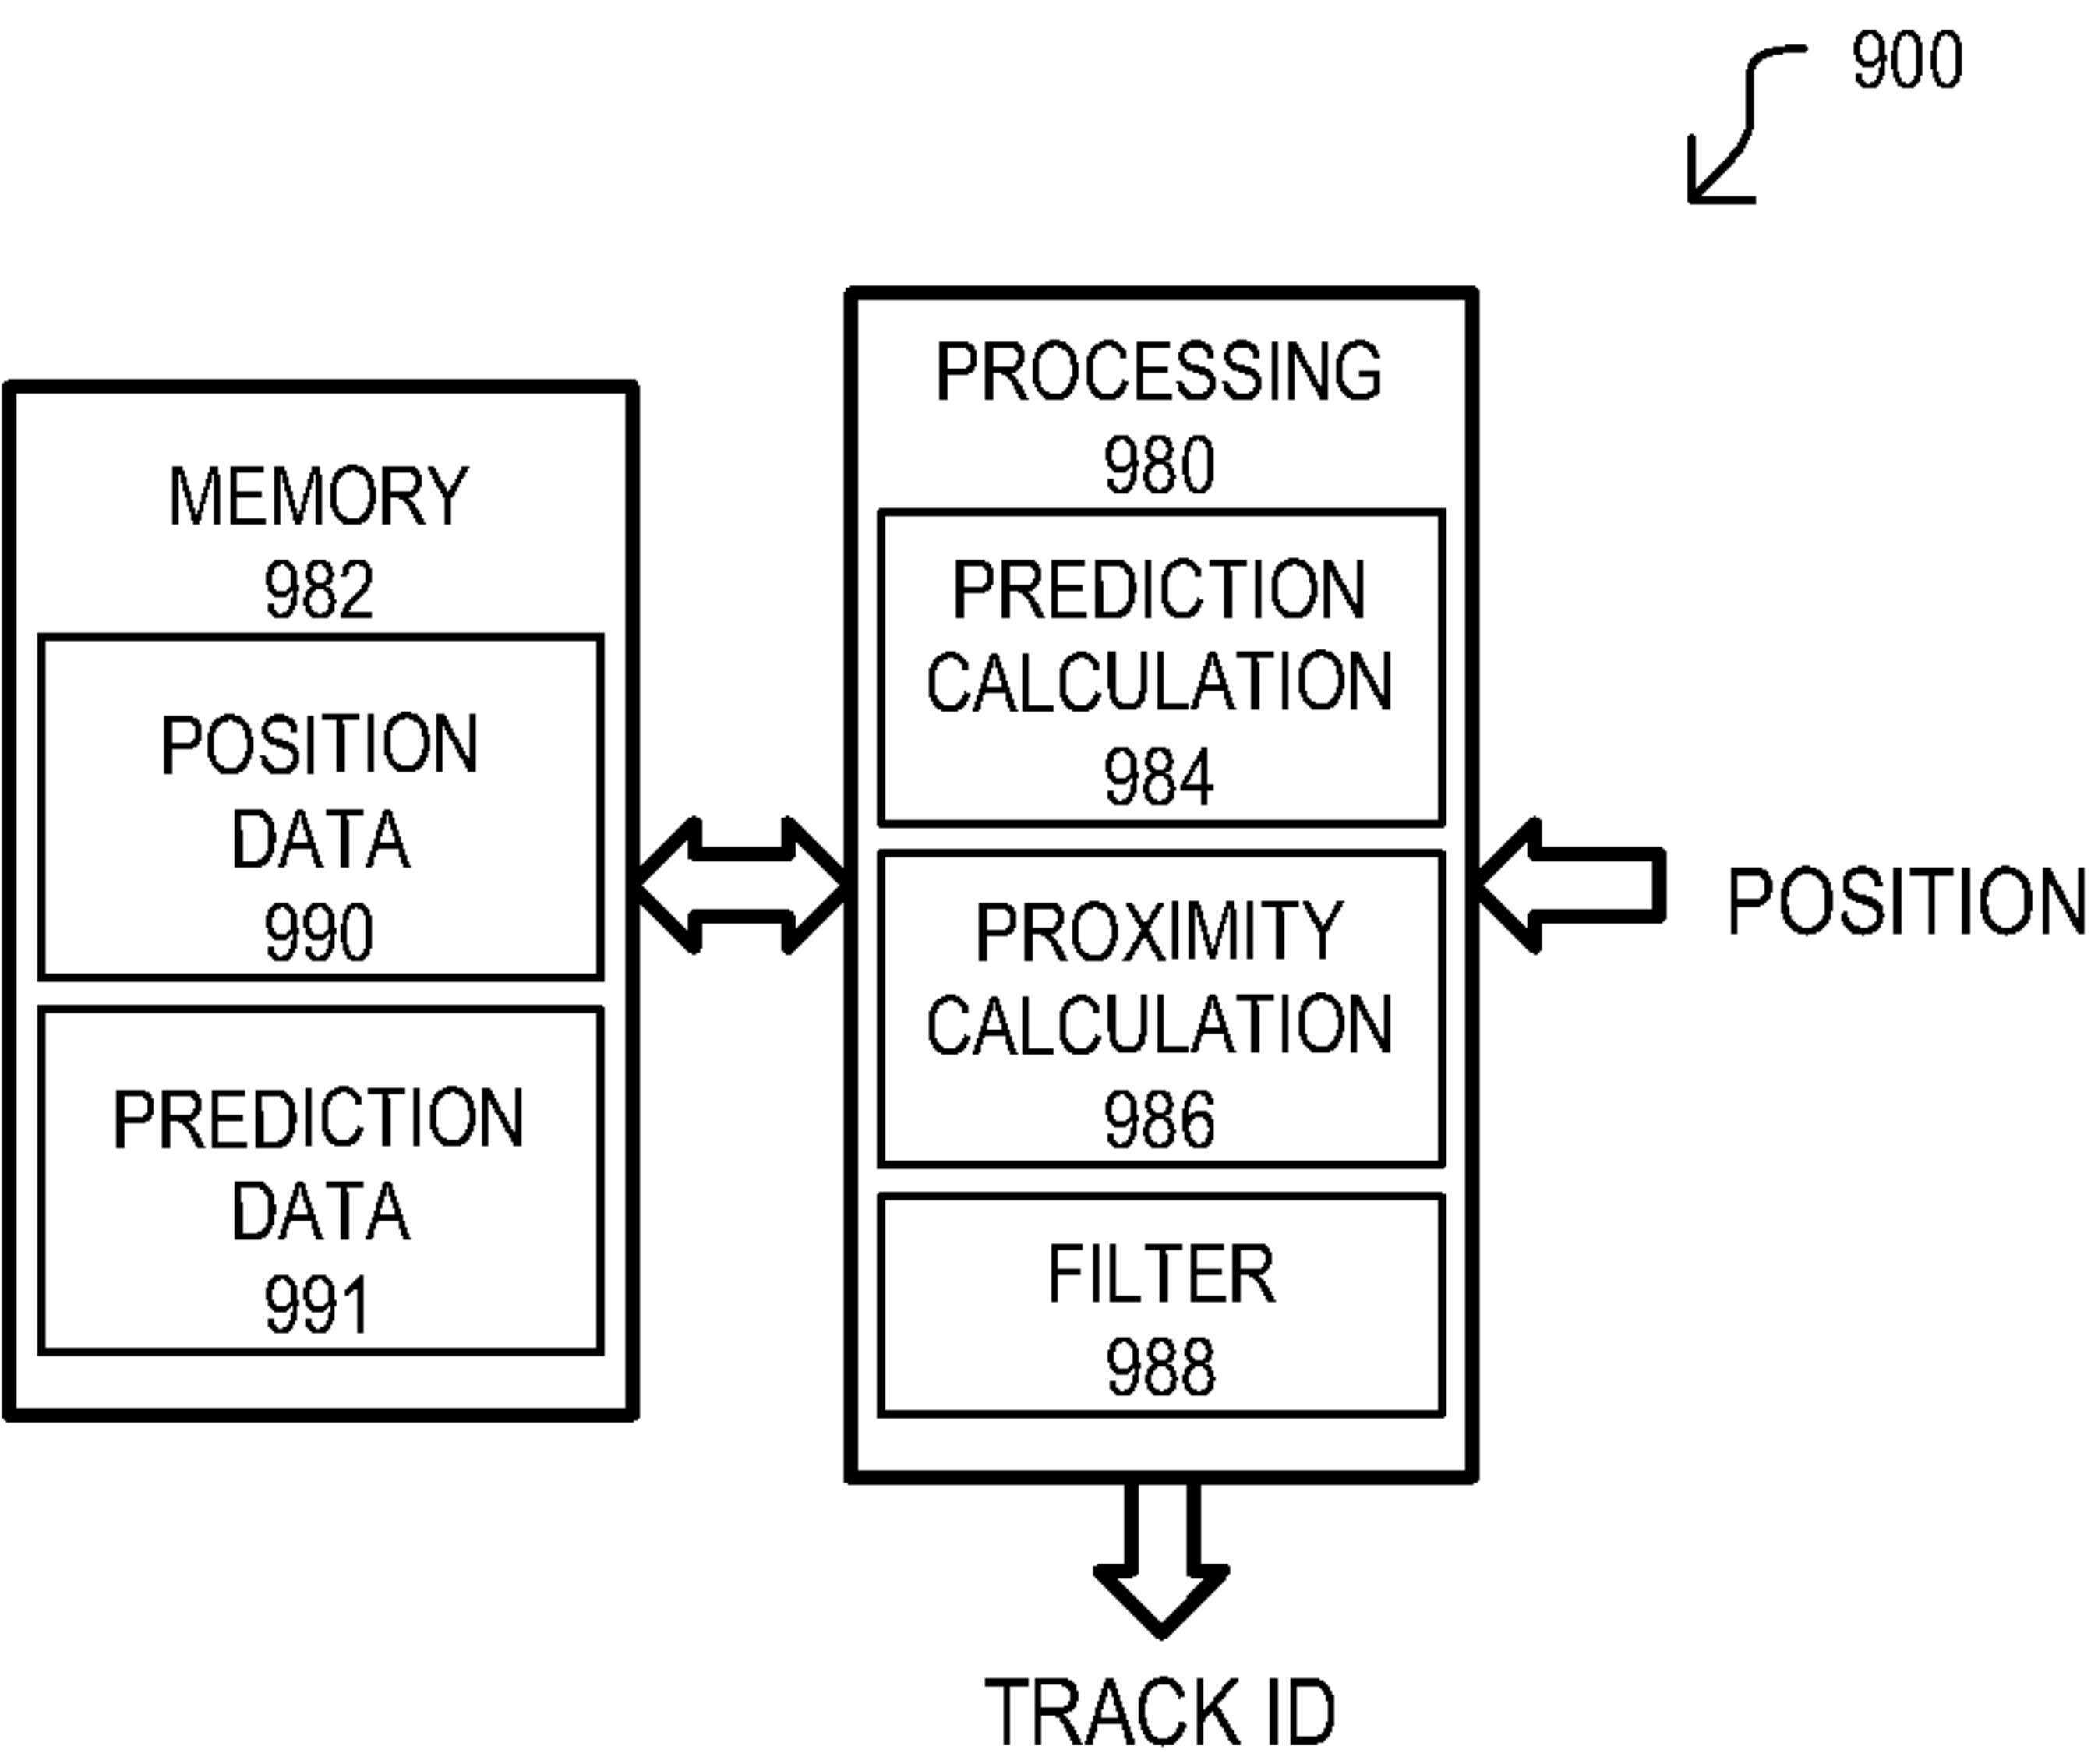 900
MEMORY
982
POSITION
DATA
990
PREDICTION
DATA
991
PROCESSING
980
PREDICTION
CALCULATION
984
PROXIMITY
CALCULATION
986
FILTER
988
POSITION
TRACK ID